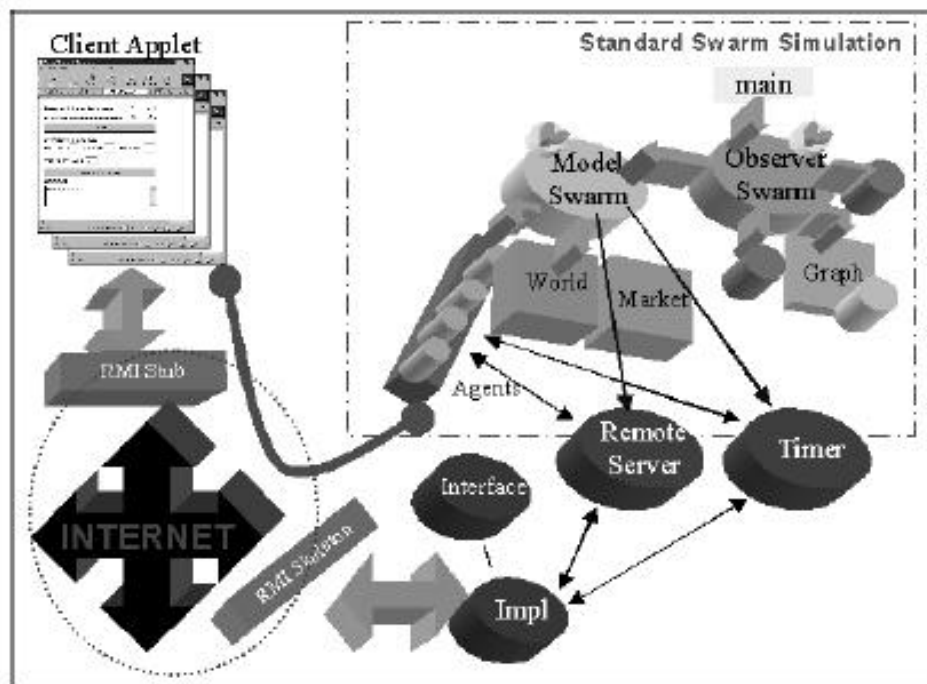 Client Applet
Standard Swarm Simulation
main
Model
Swarm
Observer
Swarm
World
Market
Graph
RMI Stub
Agents
Remote
Server
Timer
Interface
INTERNET
RMI Skeleton
Impl